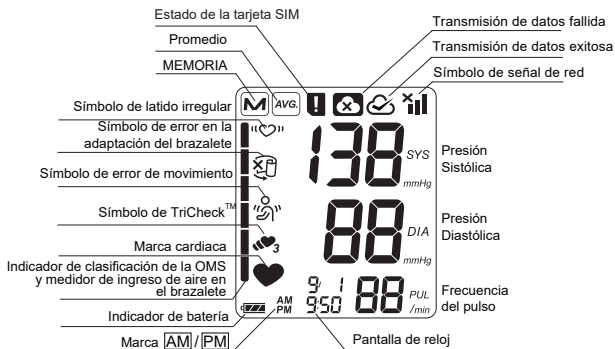 Estado de la tarjeta SIM
Promedio
MEMORIA
Símbolo de latido irregular
Símbolo de error en la
adaptación del brazalete
Símbolo de error de movimiento
Símbolo de TriCheck™
Marca cardiaca
Indicador de clasificación de la OMS
y medidor de ingreso de aire en
el brazalete
Indicador de batería
Marca AM / PM
Transmisión de datos fallida
Transmisión de datos exitosa
Símbolo de señal de red
M AVG.
138 SYS
mmHg
Presión
Sistólica
88 DIA
mmHg
Presión
Diastólica
3
AM
PM
9/ 1
9:50
88 PUL
/min
Frecuencia
del pulso
Pantalla de reloj